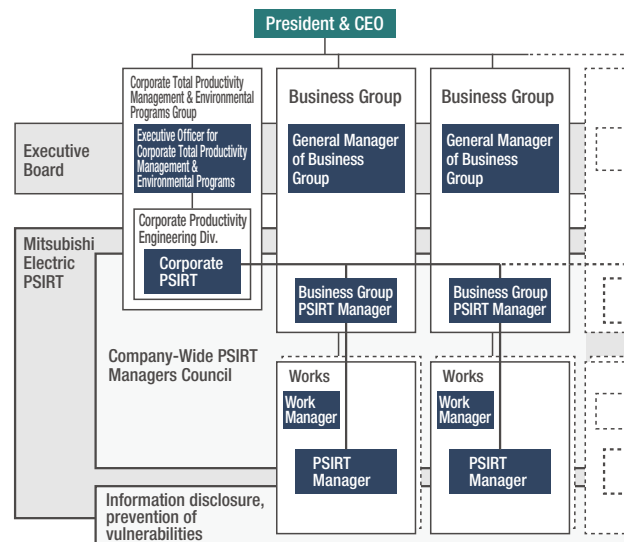 President & CEO
Corporate Total Productivity
Management & Environmental
Programs Group
Business Group
Business Group
Executive
Board
Executive Officer for
Corporate Total Productivity
Management &
Environmental Programs
General Manager
of Business
Group
General Manager
of Business
Group
Mitsubishi
Electric
PSIRT
Corporate Productivity
Engineering Div.
Corporate
PSIRT
Business Group
PSIRT Manager
Business Group
PSIRT Manager
Company-Wide PSIRT
Managers Council
Works
Work
Manager
PSIRT
Manager
Works
Work
Manager
PSIRT
Manager
Information disclosure,
prevention of
vulnerabilities